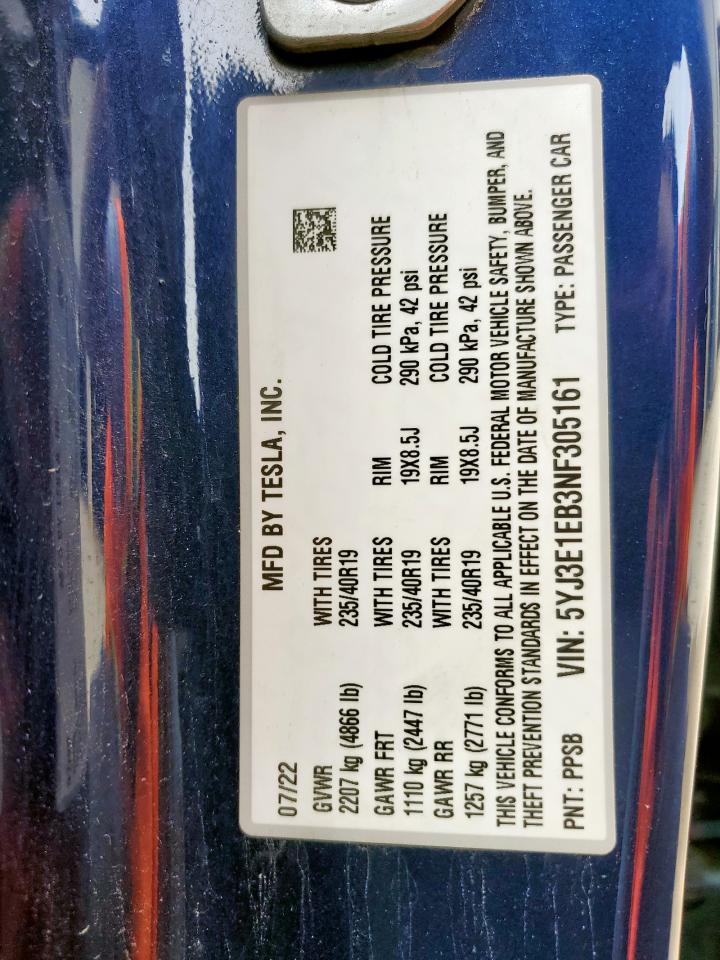 07/22 MFD BY TESLA, INC.
GVWR WITH TIRES
2207 kg (4866 lb) 235/40R19
GAWR FRT WITH TIRES RIM COLD TIRE PRESSURE
1110 kg (2447 lb) 235/40R19 19X8.5J 290 kPa, 42 psi
GAWR RR WITH TIRES RIM COLD TIRE PRESSURE
1257 kg (2771 lb) 235/40R19 19X8.5J 290 kPa, 42 psi
THIS VEHICLE CONFORMS TO ALL APPLICABLE U.S. FEDERAL MOTOR VEHICLE SAFETY, BUMPER, AND
THEFT PREVENTION STANDARDS IN EFFECT ON THE DATE OF MANUFACTURE SHOWN ABOVE.
PNT: PPSB VIN: 5YJ3E1EB3NF305161 TYPE: PASSENGER CAR